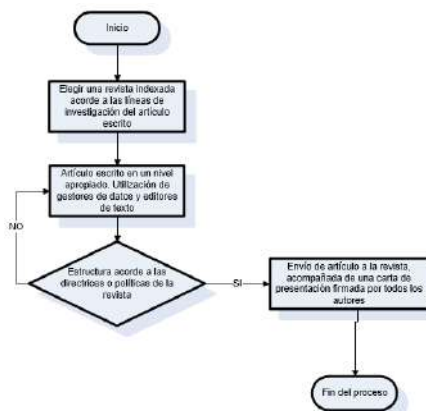 Inicio
Elegir una revista indexada
acorde a las líneas de
investigación del artículo
escrito
Artículo escrito en un nivel
apropiado. Utilización de
gestores de datos y editores
de texto
NO
Estructura acorde a las
directrices o políticas de la
revista
SI
Envío de artículo a la revista,
acompañada de una carta de
presentación firmada por todos los
autores
Fin del proceso